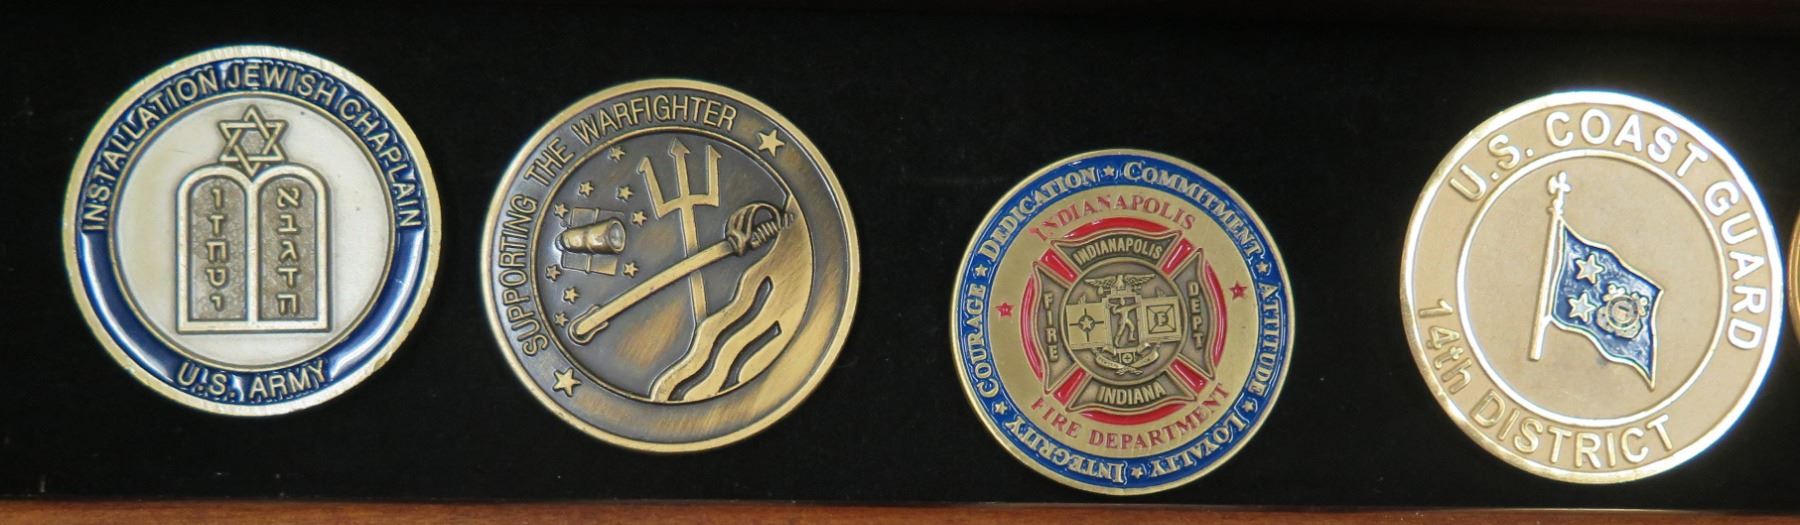 INSTALLATION JEWISH CHAPLAIN
א
ב
ג
ד
ה
ו
ז
ח
ט
י
U.S. ARMY
SUPPORTING THE WARFIGHTER
COURAGE ★ DEDICATION ★ COMMITMENT ★ ATTITUDE ★ LOYALTY ★ INTEGRITY ★
INDIANAPOLIS
INDIANAPOLIS
FIRE
DEPT
INDIANA
FIRE DEPARTMENT
U.S. COAST GUARD
14th DISTRICT